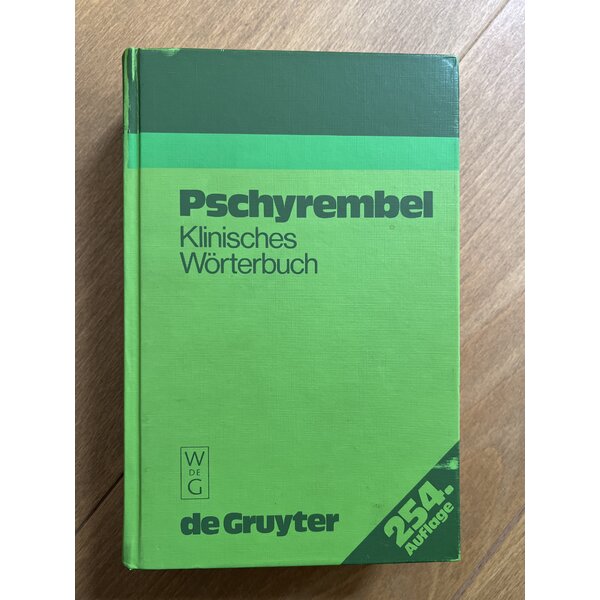 Pschyrembel
Klinisches
Wörterbuch
W
DE
G
de Gruyter
254.
Auflage